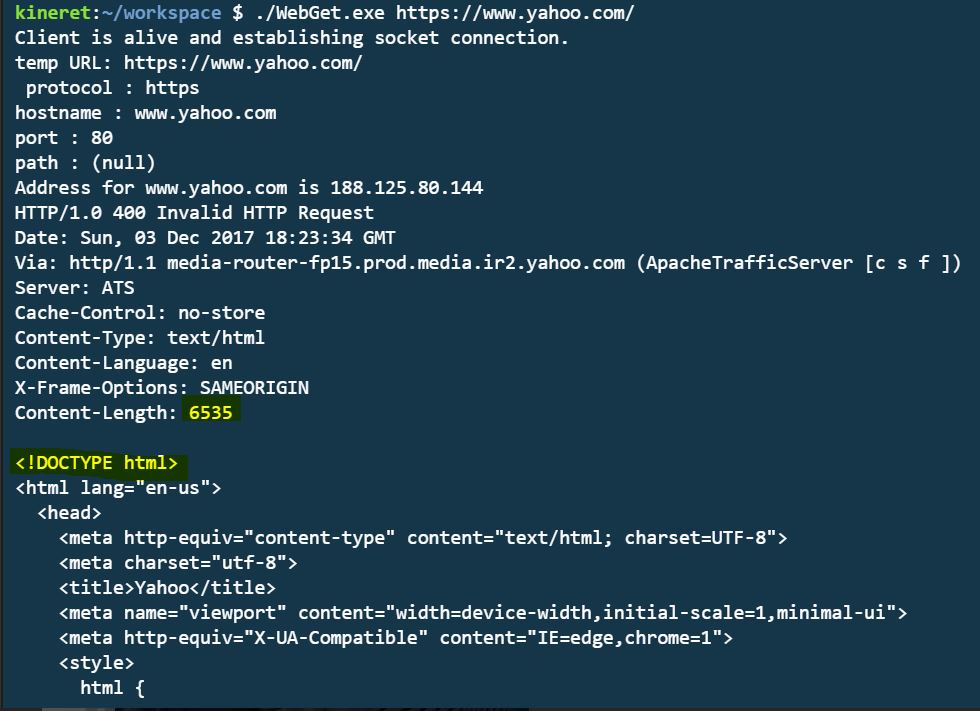 kineret:~/workspace $ ./WebGet.exe https://www.yahoo.com/
Client is alive and establishing socket connection.
temp URL: https://www.yahoo.com/
 protocol : https
hostname : www.yahoo.com
port : 80
path : (null)
Address for www.yahoo.com is 188.125.80.144
HTTP/1.0 400 Invalid HTTP Request
Date: Sun, 03 Dec 2017 18:23:34 GMT
Via: http/1.1 media-router-fp15.prod.media.ir2.yahoo.com (ApacheTrafficServer [c s f ])
Server: ATS
Cache-Control: no-store
Content-Type: text/html
Content-Language: en
X-Frame-Options: SAMEORIGIN
Content-Length: 6535

<!DOCTYPE html>
<html lang="en-us">
  <head>
    <meta http-equiv="content-type" content="text/html; charset=UTF-8">
    <meta charset="utf-8">
    <title>Yahoo</title>
    <meta name="viewport" content="width=device-width,initial-scale=1,minimal-ui">
    <meta http-equiv="X-UA-Compatible" content="IE=edge,chrome=1">
    <style>
      html {